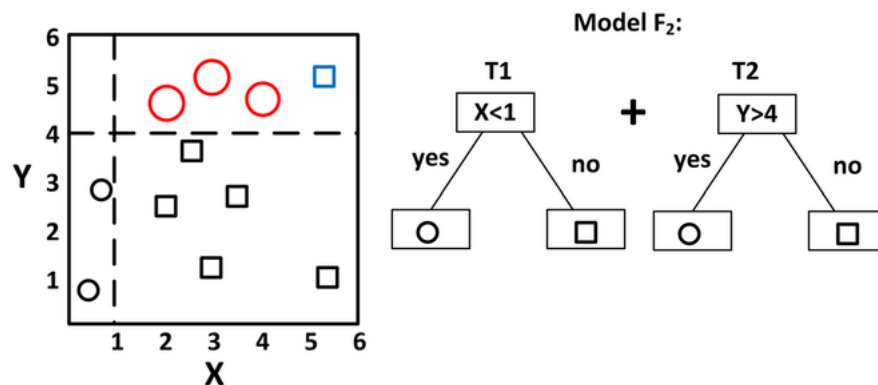 Model F₂:
6
5
4
3
2
1
Y
1 2 3 4 5 6
X
T1
X<1
yes
no
+
T2
Y>4
yes
no